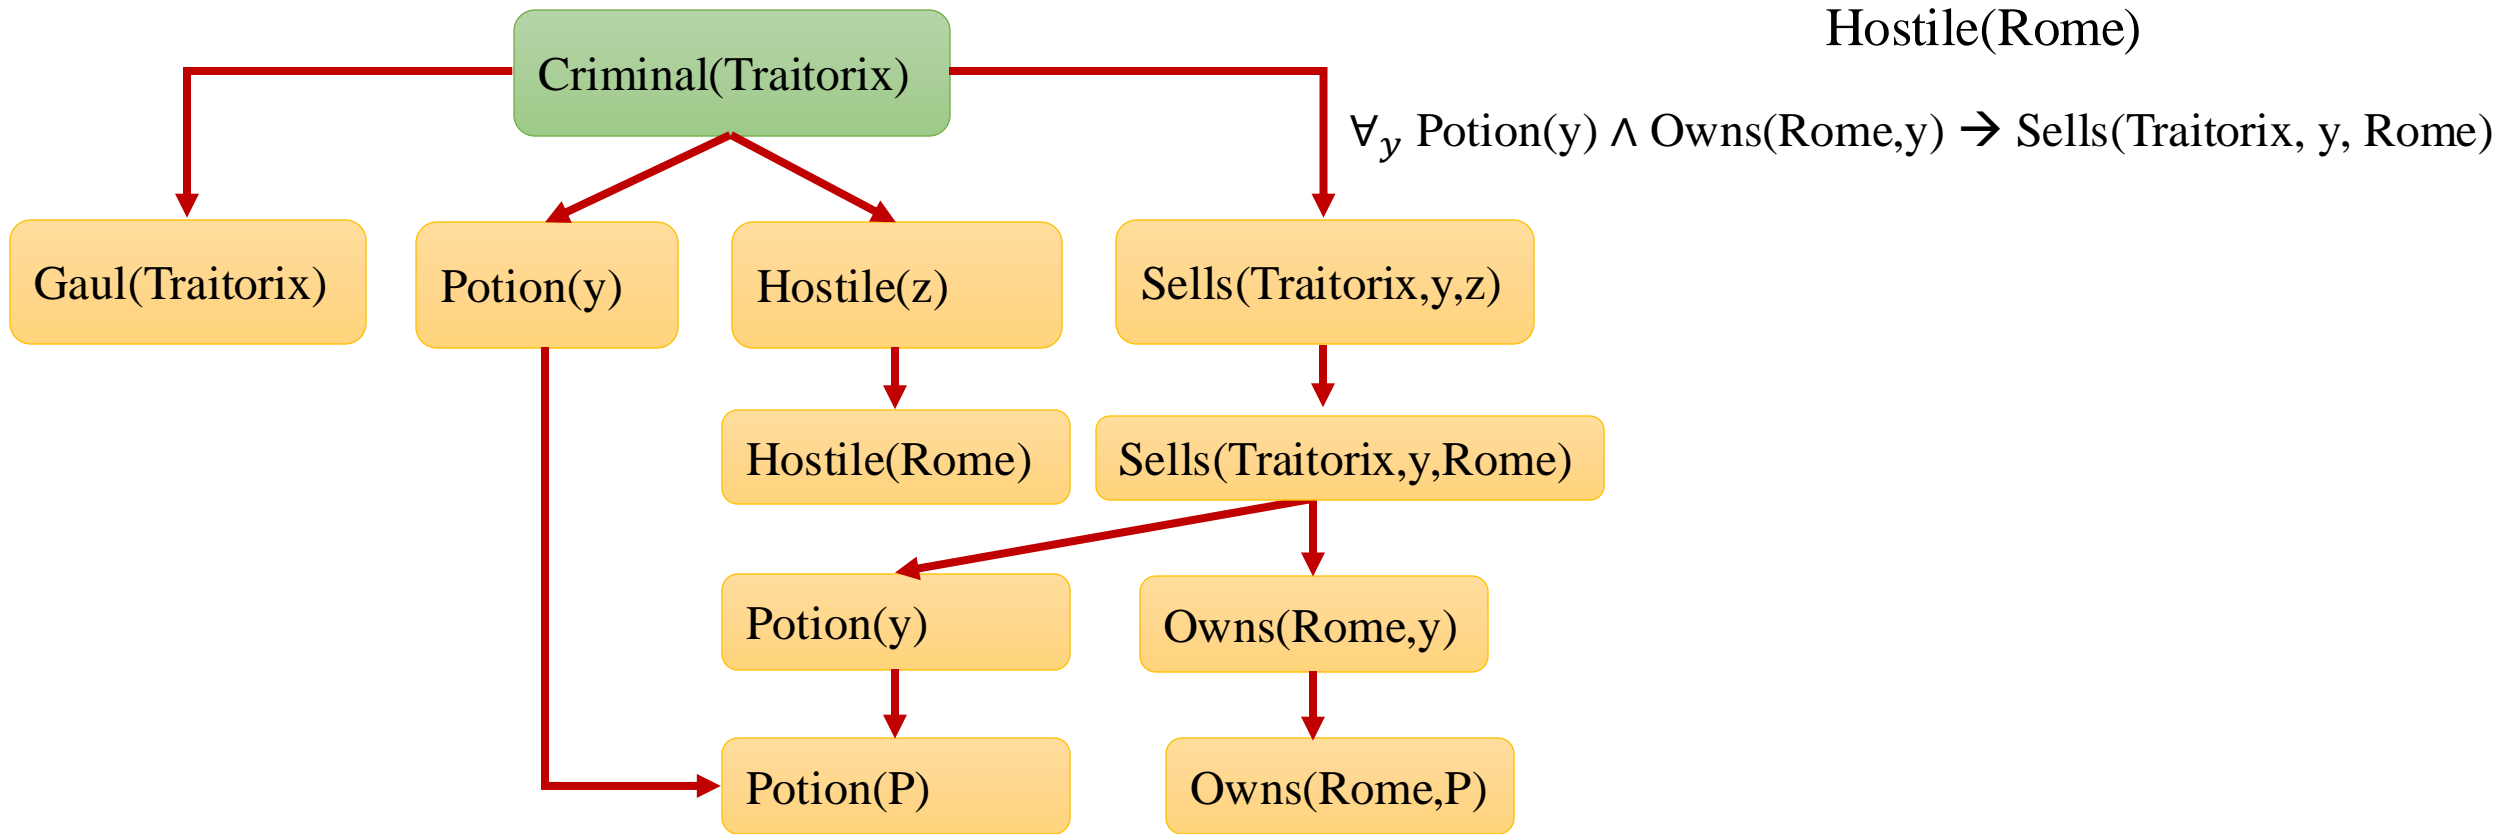 Hostile(Rome)
Criminal(Traitorix)
∀y Potion(y) ∧ Owns(Rome,y) → Sells(Traitorix, y, Rome)
Gaul(Traitorix)
Potion(y)
Hostile(z)
Sells(Traitorix,y,z)
Hostile(Rome)
Sells(Traitorix,y,Rome)
Potion(y)
Owns(Rome,y)
Potion(P)
Owns(Rome,P)